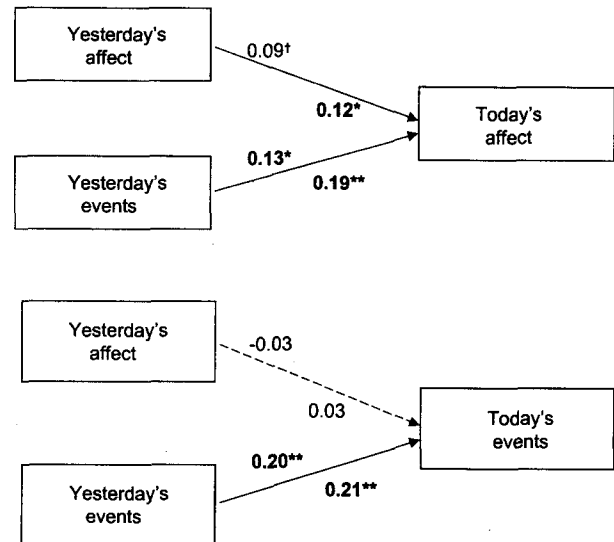 Yesterday's
affect
0.09†
0.12*
Today's
affect
0.13*
Yesterday's
events
0.19**
Yesterday's
affect
-0.03
0.03
Today's
events
0.20**
Yesterday's
events
0.21**